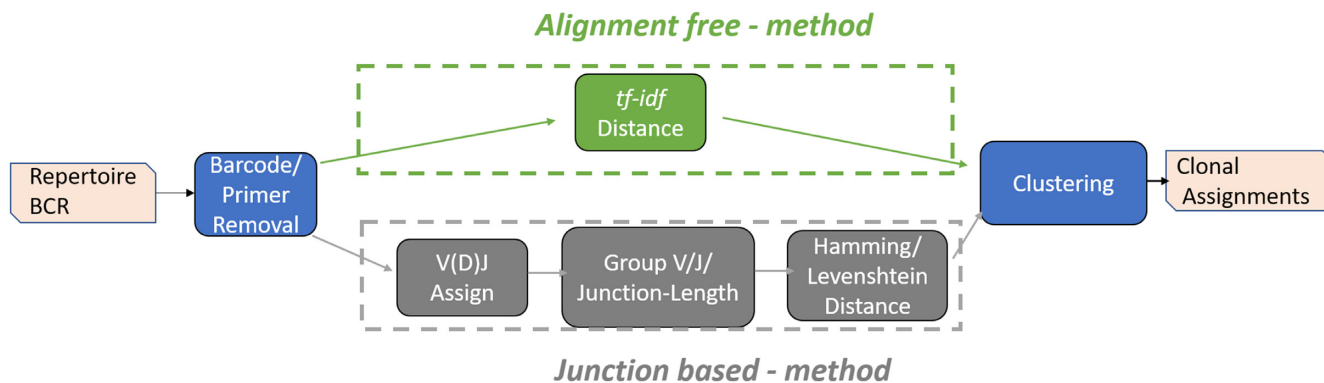 Alignment free - method
tf-idf
Distance
Repertoire
BCR
Barcode/
Primer
Removal
Clustering
Clonal
Assignments
V(D)J
Assign
Group V/J/
Junction-Length
Hamming/
Levenshtein
Distance
Junction based - method